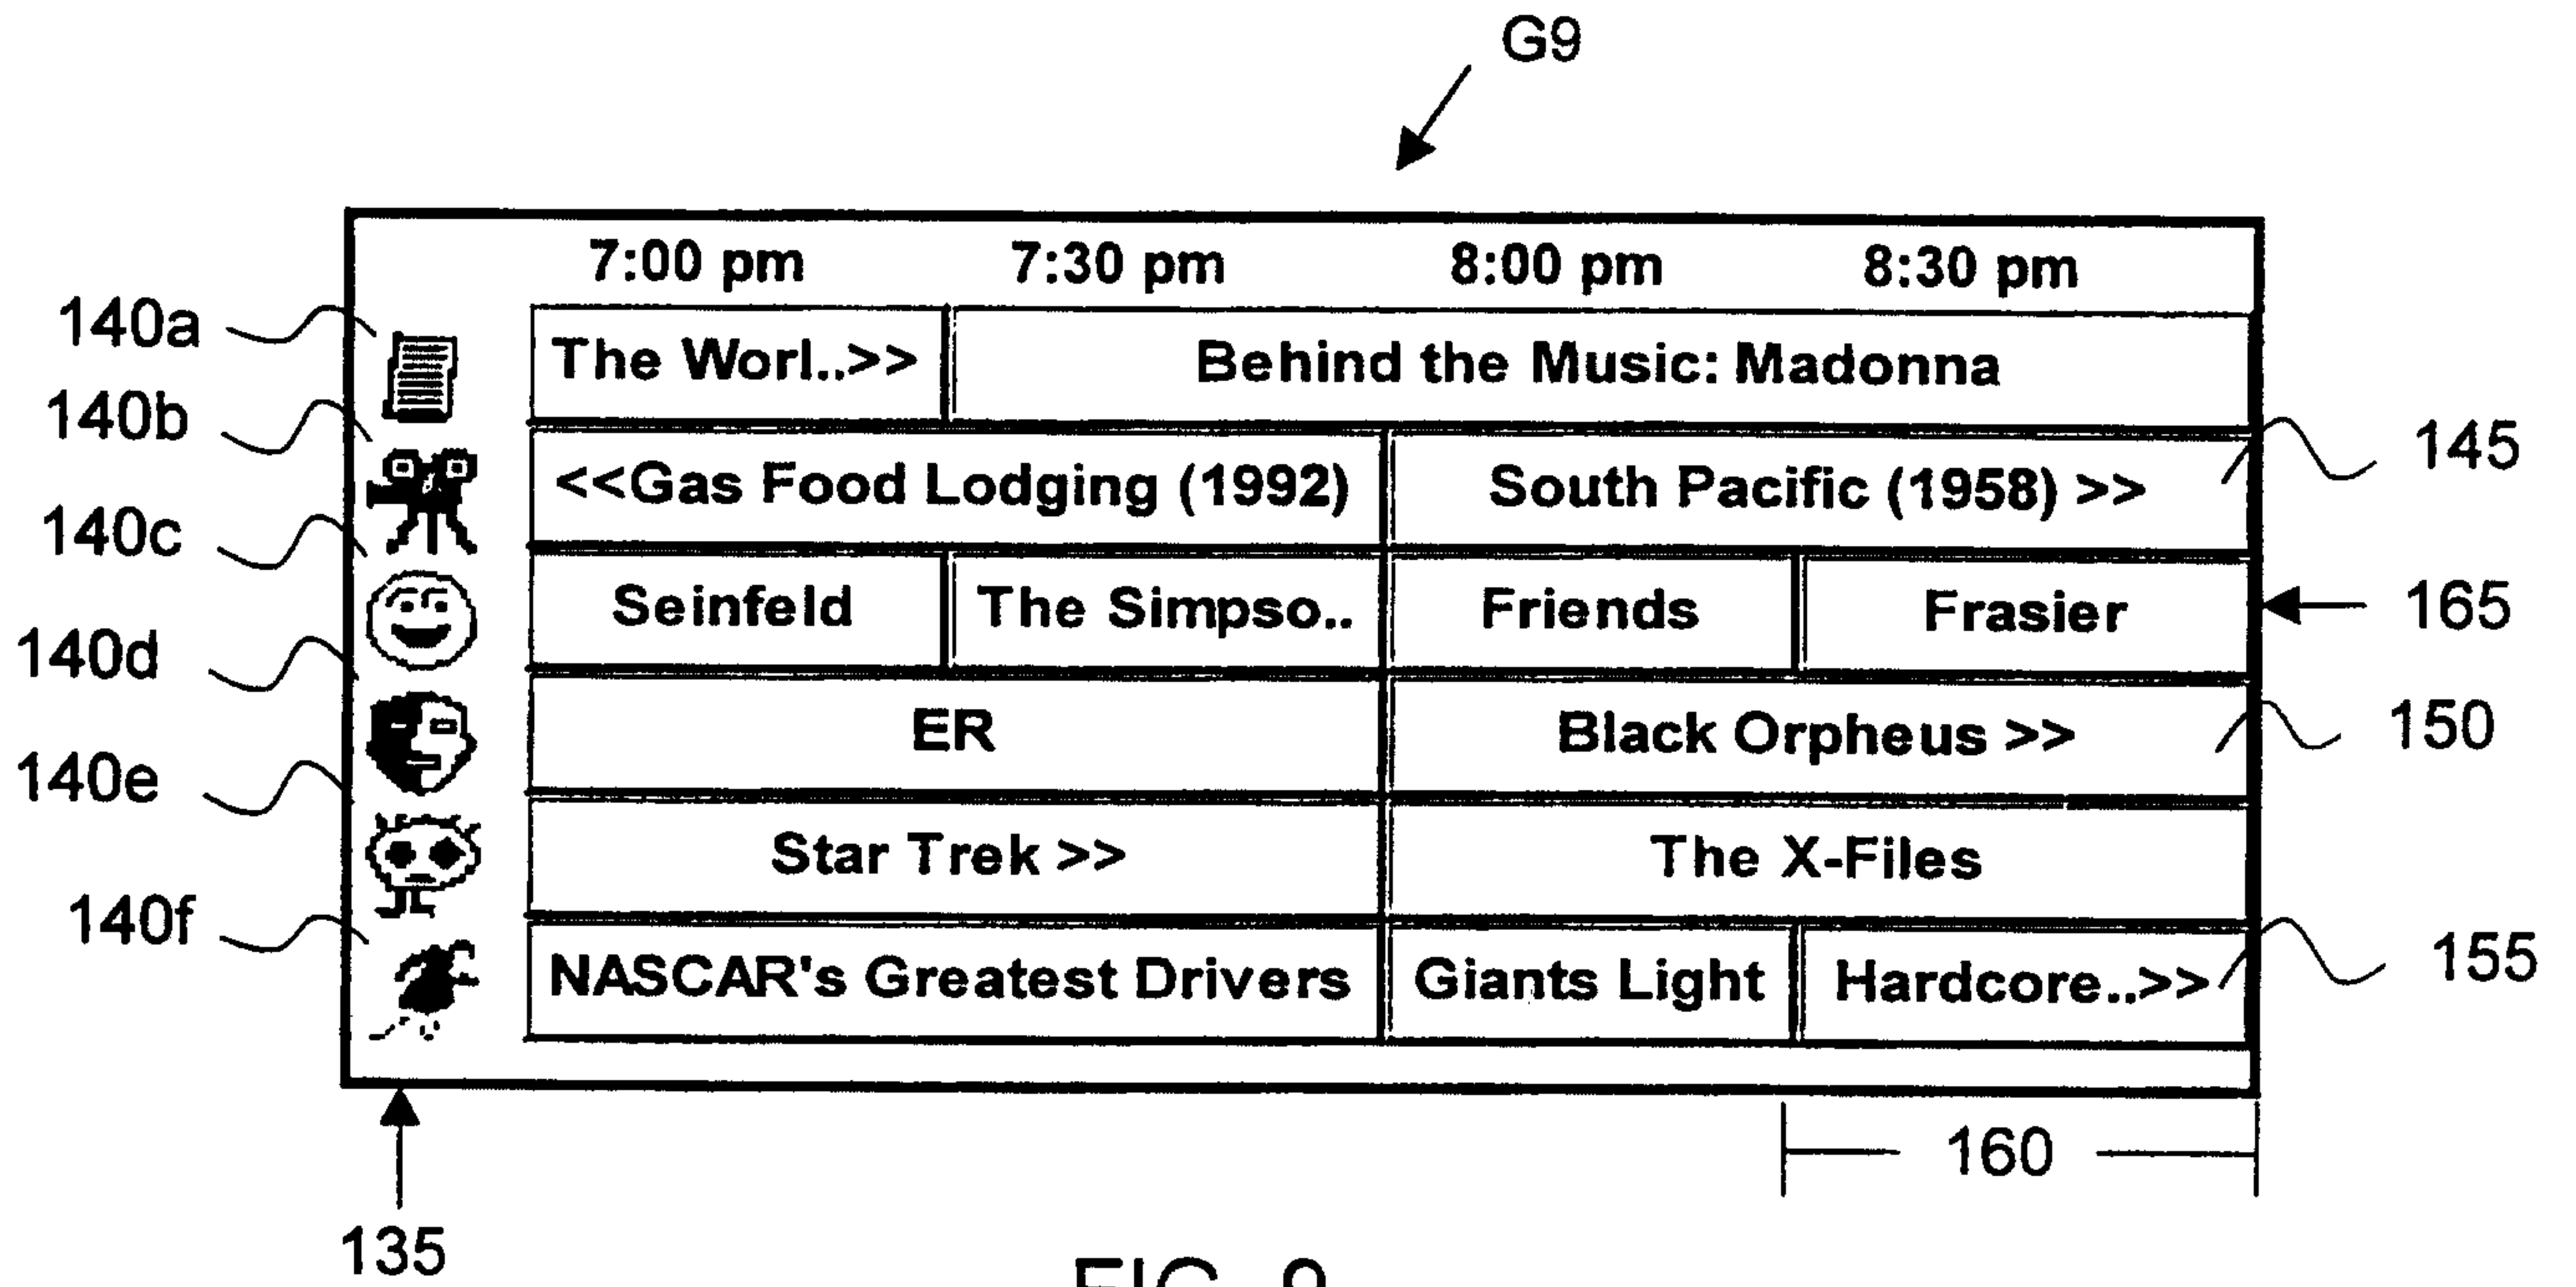 G9
7:00 pm 7:30 pm 8:00 pm 8:30 pm
140a
The Worl..>> Behind the Music: Madonna
140b
<<Gas Food Lodging (1992) South Pacific (1958) >> 145
140c
Seinfeld The Simpso.. Friends Frasier 165
140d
ER Black Orpheus >> 150
140e
Star Trek >> The X-Files
140f
NASCAR's Greatest Drivers Giants Light Hardcore..>> 155
160
135
FIG. 9